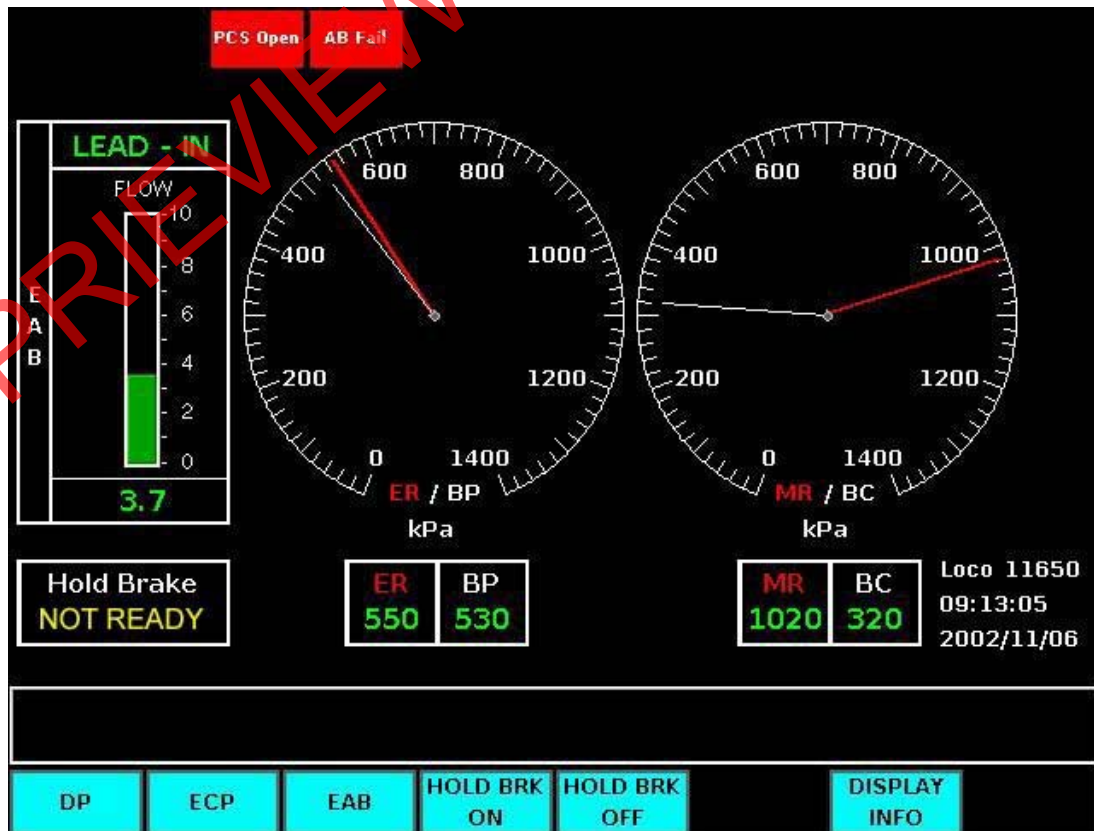 PCS Open
AB Fail
PRIEVIEW
EAB
LEAD - IN
FLOW
10
8
6
4
2
0
3.7
0
200
400
600
800
1000
1200
1400
ER / BP
kPa
0
200
400
600
800
1000
1200
1400
MR / BC
kPa
Hold Brake
NOT READY
ER
550
BP
530
MR
1020
BC
320
Loco 11650
09:13:05
2002/11/06
DP
ECP
EAB
HOLD BRK
ON
HOLD BRK
OFF
DISPLAY
INFO